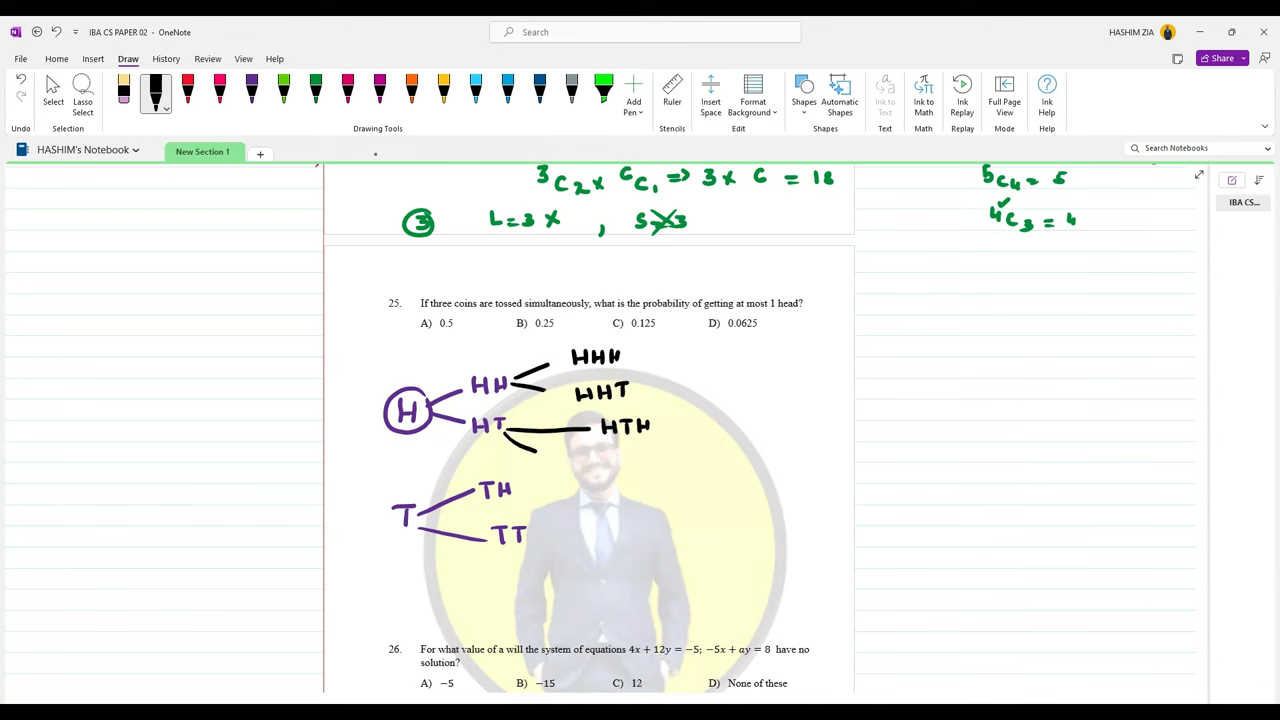 IBA CS PAPER 02 - OneNote
Search
HASHIM ZIA
File Home Insert Draw History Review View Help
Share
Select
Lasso Select
Add Pen
Ruler
Insert Space
Format Background
Shapes
Automatic Shapes
Ink to Text
Ink to Math
Ink Replay
Full Page View
Ink Help
Undo
Selection
Drawing Tools
Stencils
Edit
Shapes
Text
Math
Replay
Mode
Help
HASHIM's Notebook
New Section 1
+
Search Notebooks
IBA CS...
³C₂ × ⁶C₁ => 3 × 6 = 18
⁵C₄ = 5
③ L=3 × ,
⁴C₃ = 4
25. If three coins are tossed simultaneously, what is the probability of getting at most 1 head?
A) 0.5 B) 0.25 C) 0.125 D) 0.0625
HHH
HH
HHT
H
HT
HTH
TH
T
TT
26. For what value of a will the system of equations 4x + 12y = −5; −5x + ay = 8 have no
solution?
A) −5 B) −15 C) 12 D) None of these